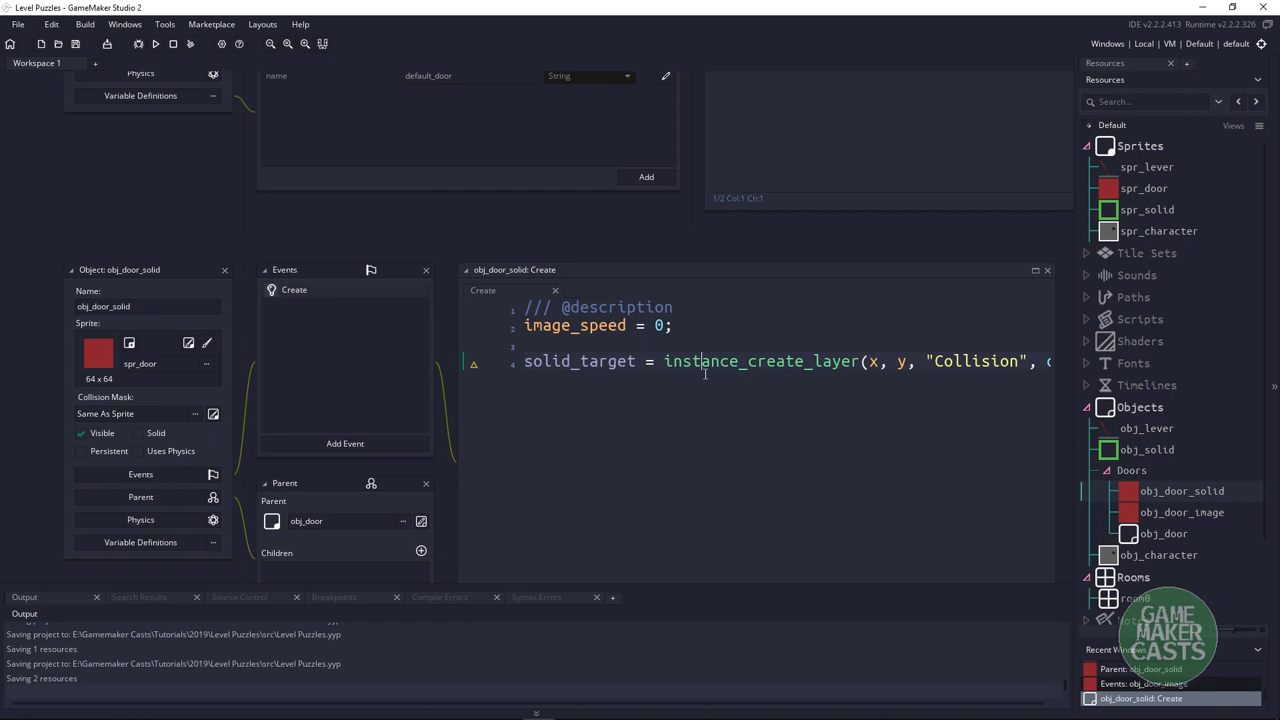 Level Puzzles - GameMaker Studio 2
File Edit Build Windows Tools Marketplace Layouts Help
IDE v2.2.2.413 Runtime v2.2.2.326
Windows | Local | VM | Default | default
Workspace 1 +
Resources +
Resources
Search...
Default Views
Sprites
spr_lever
spr_door
spr_solid
spr_character
Tile Sets
Sounds
Paths
Scripts
Shaders
Fonts
Timelines
Objects
obj_lever
obj_solid
Doors
obj_door_solid
obj_door_image
obj_door
obj_character
Rooms
room0
GAME
MAKER
CASTS
Recent Windows
Parent: obj_door_solid
Events: obj_door_image
obj_door_solid: Create
Physics
Variable Definitions ...
name default_door String
Add
1/2 Col:1 Ch:1
Object: obj_door_solid
Name:
obj_door_solid
Sprite:
spr_door
64 x 64
Collision Mask:
Same As Sprite ...
Visible Solid
Persistent Uses Physics
Events
Parent
Physics
Variable Definitions ...
Events
Create
Add Event
Parent
Parent
obj_door ...
Children
obj_door_solid: Create
Create
1 /// @description
2 image_speed = 0;
3
4 solid_target = instance_create_layer(x, y, "Collision", o
Output Search Results Source Control Breakpoints Compile Errors Syntax Errors +
Output
Saving project to: E:\Gamemaker Casts\Tutorials\2019\Level Puzzles\src\Level Puzzles.yyp
Saving 1 resources
Saving project to: E:\Gamemaker Casts\Tutorials\2019\Level Puzzles\src\Level Puzzles.yyp
Saving 2 resources